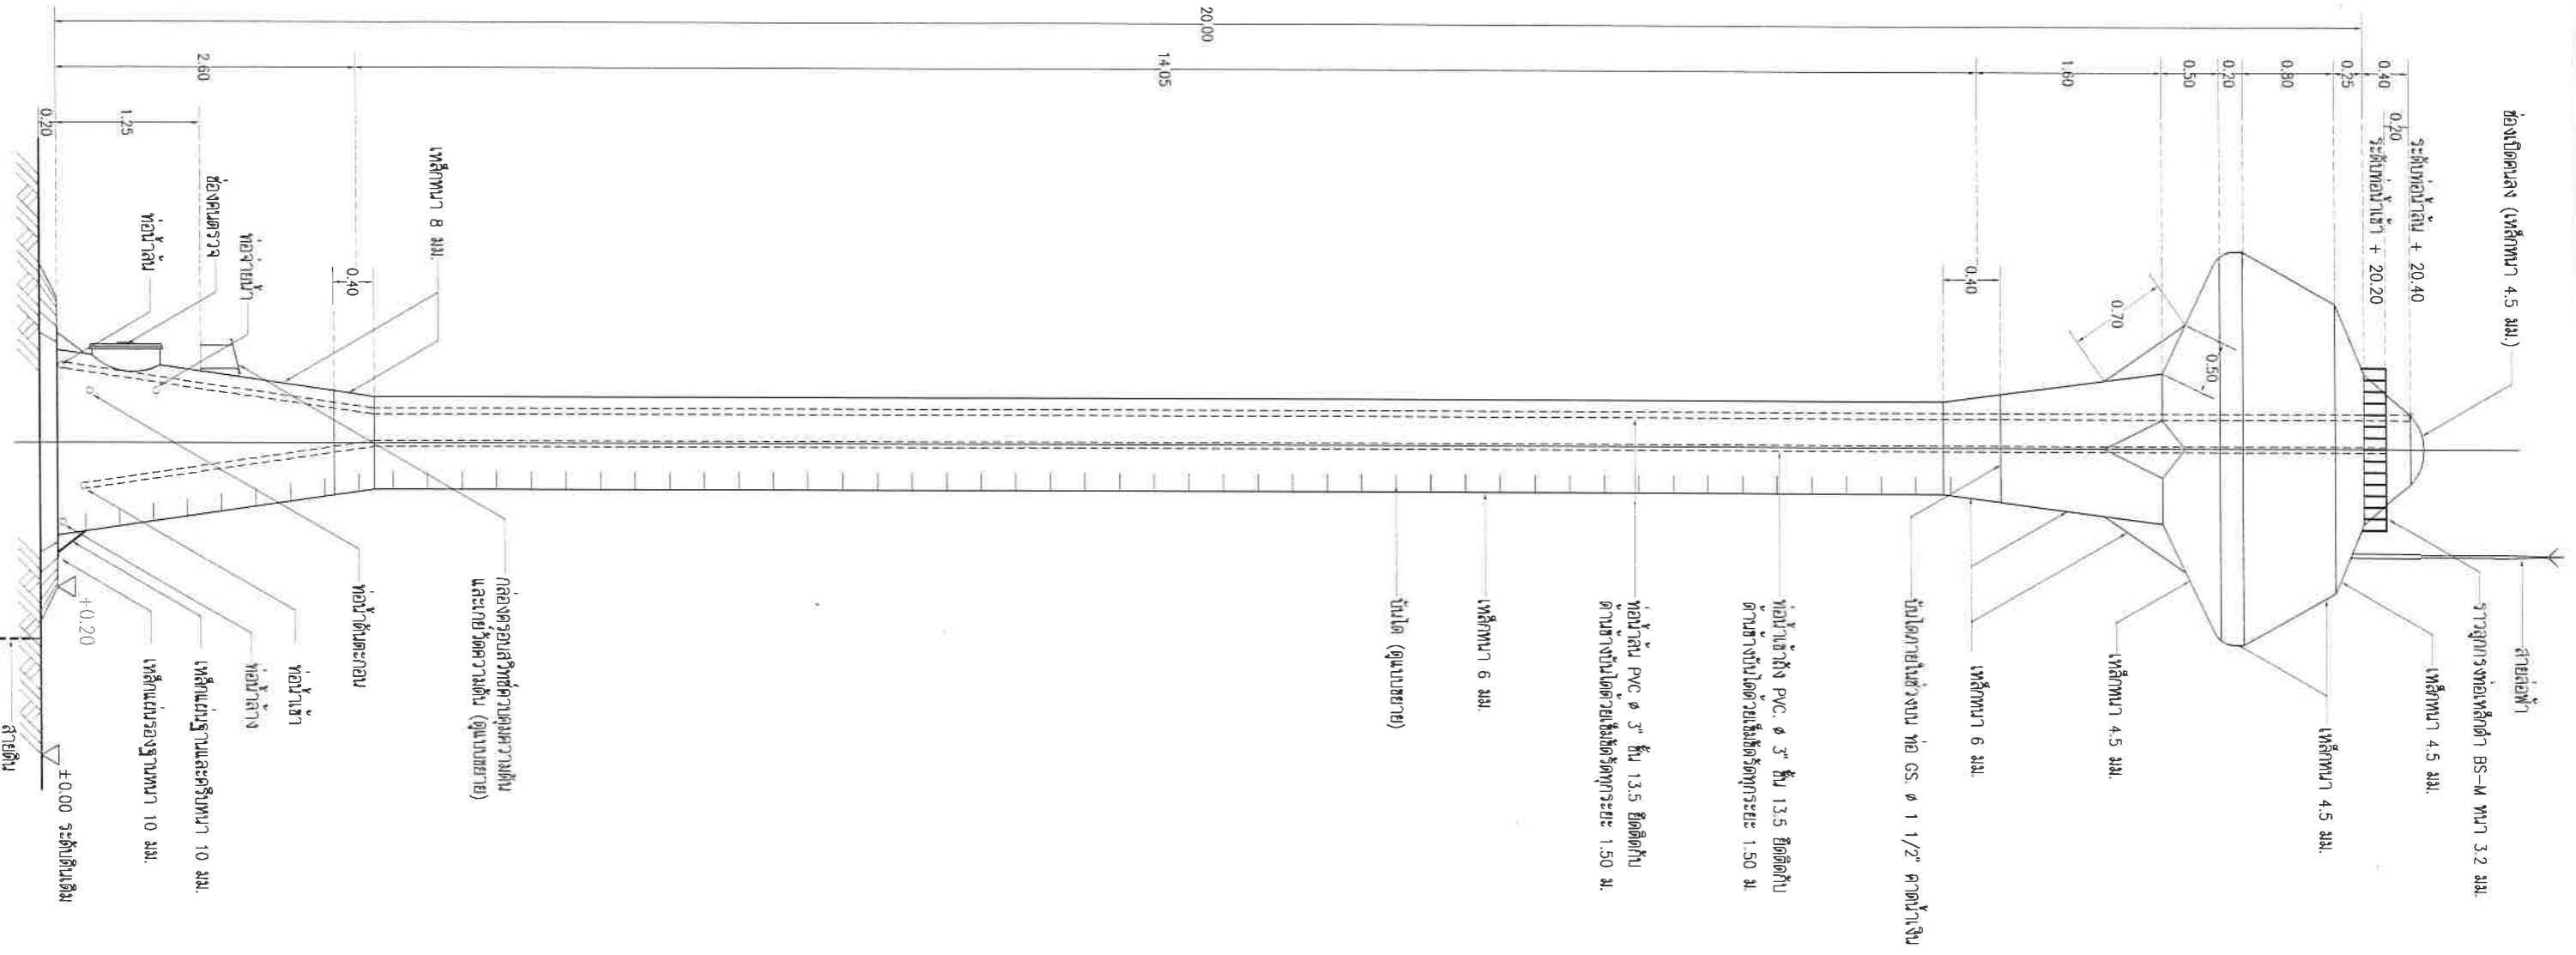 ช่องเปิดคนลง (เหล็กหนา 4.5 มม.)
ระดับท่อน้ำล้น + 20.40
ระดับท่อน้ำเข้า + 20.20
0.20
0.40
0.25
0.80
0.20
0.50
1.60
14.05
20.00
2.60
1.25
0.20
สายล่อฟ้า
ราวลูกกรงท่อเหล็กดำ BS-M หนา 3.2 มม.
เหล็กหนา 4.5 มม.
เหล็กหนา 4.5 มม.
0.50
0.70
เหล็กหนา 4.5 มม.
เหล็กหนา 6 มม.
0.40
บันไดภายในช่วงบน ท่อ GS. ø 1 1/2" คาดน้ำเงิน
ท่อน้ำเข้าถัง PVC. ø 3" ชั้น 13.5 ยึดติดกับ
ด้านข้างบันไดด้วยเข็มขัดรัดทุกระยะ 1.50 ม.
ท่อน้ำล้น PVC ø 3" ชั้น 13.5 ยึดติดกับ
ด้านข้างบันไดด้วยเข็มขัดรัดทุกระยะ 1.50 ม.
เหล็กหนา 6 มม.
บันได (ดูแบบขยาย)
เหล็กหนา 8 มม.
0.40
กล่องครอบสวิทซ์ควบคุมความดัน
และเกย์วัดความดัน (ดูแบบขยาย)
ท่อจ่ายน้ำ
ช่องคนตรวจ
ท่อน้ำล้น
ท่อน้ำดันตะกอน
ท่อน้ำเข้า
ท่อน้ำล้าง
เหล็กแผ่นฐานและครีบหนา 10 มม.
เหล็กแผ่นรองฐานหนา 10 มม.
+0.20
±0.00 ระดับดินเดิม
สายดิน